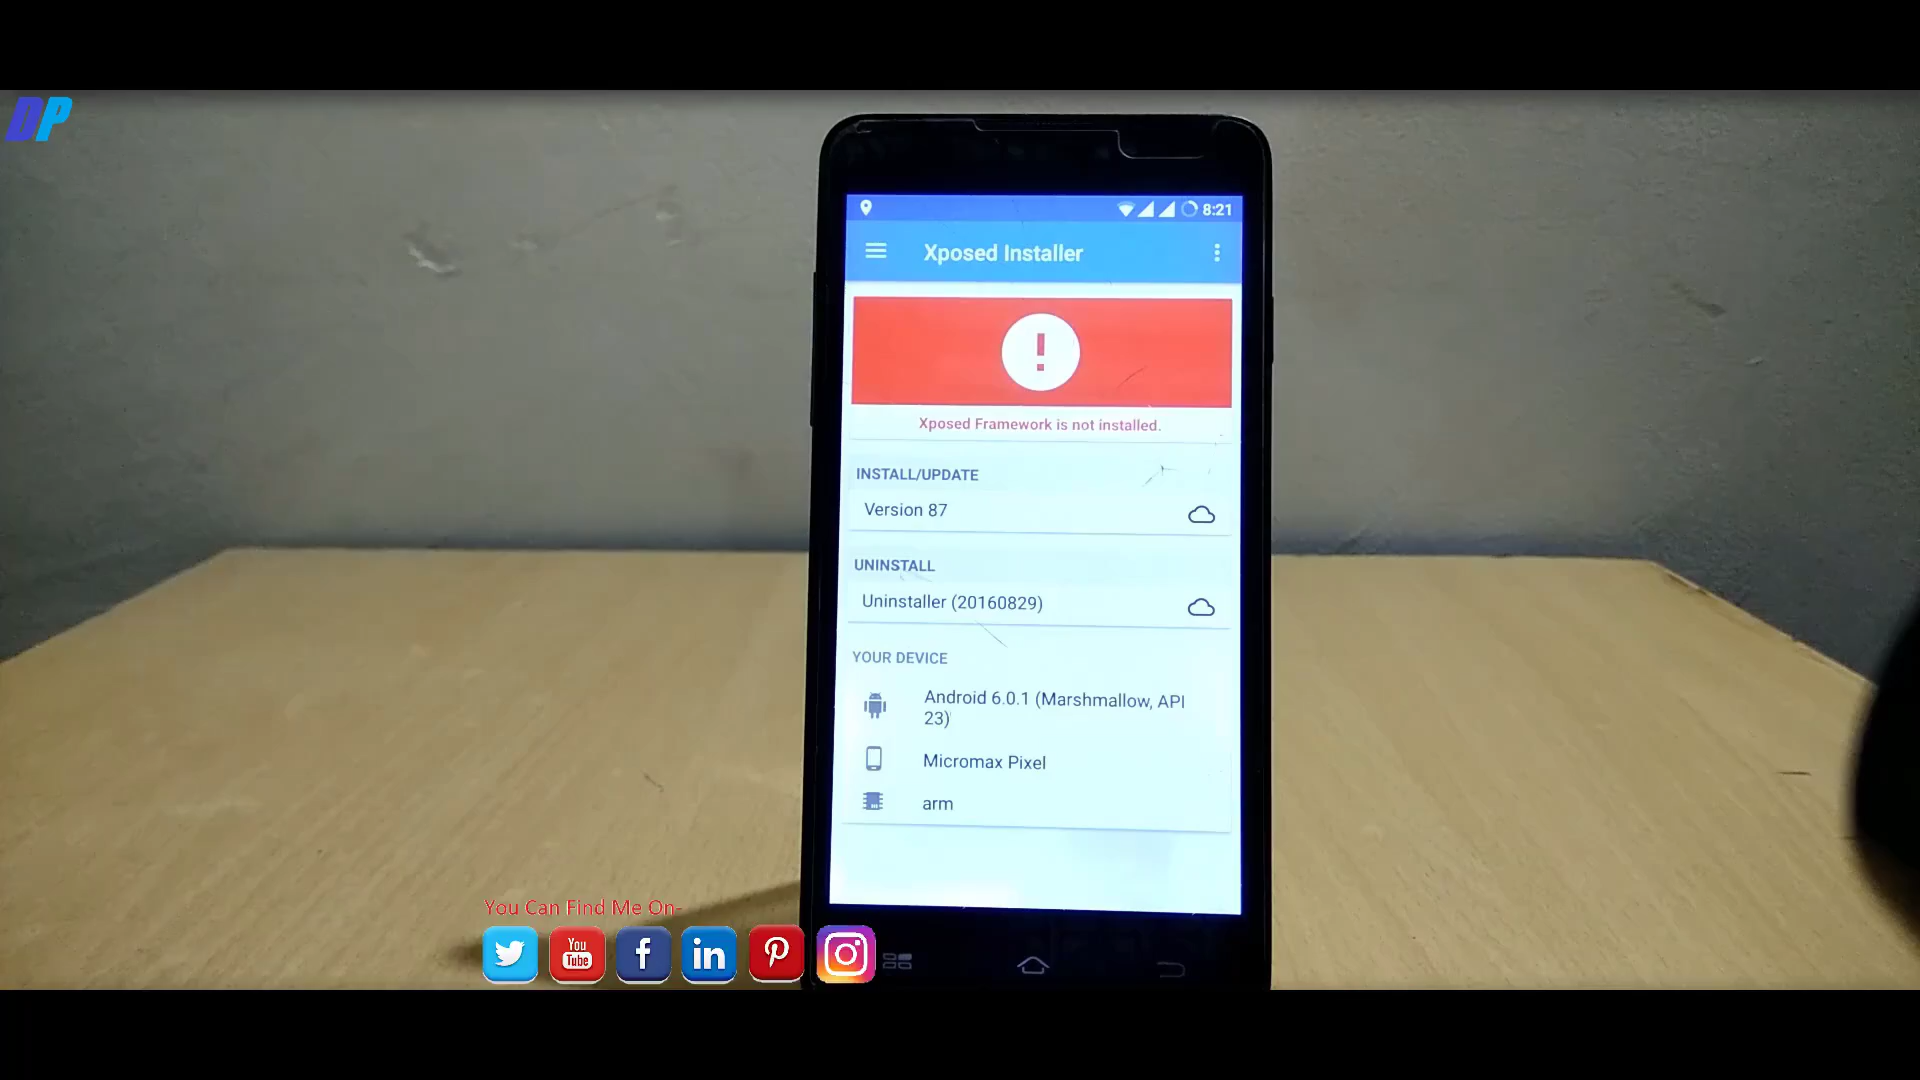 DP
8:21
Xposed Installer
Xposed Framework is not installed.
INSTALL/UPDATE
Version 87
UNINSTALL
Uninstaller (20160829)
YOUR DEVICE
Android 6.0.1 (Marshmallow, API
23)
Micromax Pixel
arm
You Can Find Me On-
You
Tube
f
in